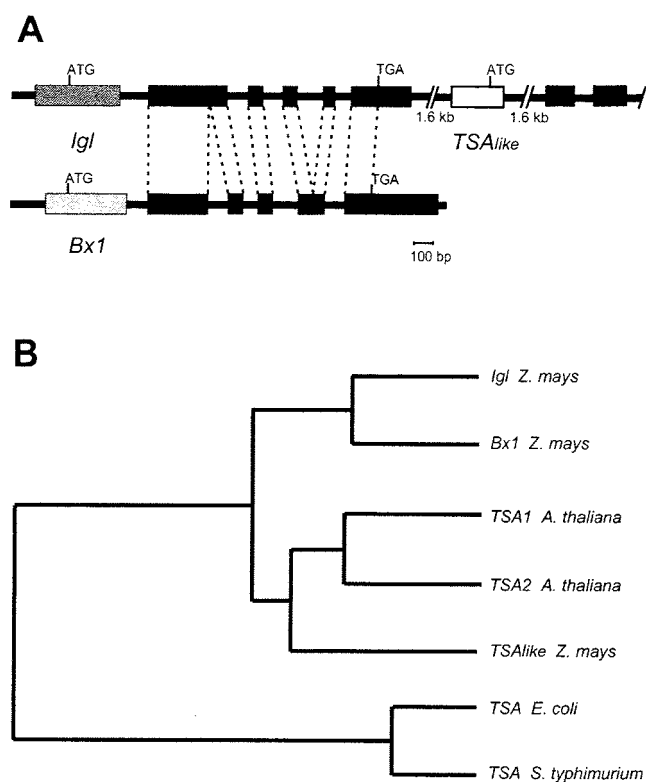 A
ATG
TGA
ATG
1.6 kb
1.6 kb
Igl
TSAlike
ATG
TGA
Bx1
100 bp
B
Igl Z. mays
Bx1 Z. mays
TSA1 A. thaliana
TSA2 A. thaliana
TSAlike Z. mays
TSA E. coli
TSA S. typhimurium